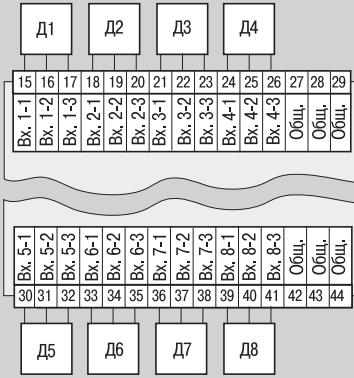 Д1 Д2 Д3 Д4
15 16 17 18 19 20 21 22 23 24 25 26 27 28 29
Вх. 1-1 Вх. 1-2 Вх. 1-3 Вх. 2-1 Вх. 2-2 Вх. 2-3 Вх. 3-1 Вх. 3-2 Вх. 3-3 Вх. 4-1 Вх. 4-2 Вх. 4-3 Общ. Общ. Общ.
Вх. 5-1 Вх. 5-2 Вх. 5-3 Вх. 6-1 Вх. 6-2 Вх. 6-3 Вх. 7-1 Вх. 7-2 Вх. 7-3 Вх. 8-1 Вх. 8-2 Вх. 8-3 Общ. Общ. Общ.
30 31 32 33 34 35 36 37 38 39 40 41 42 43 44
Д5 Д6 Д7 Д8